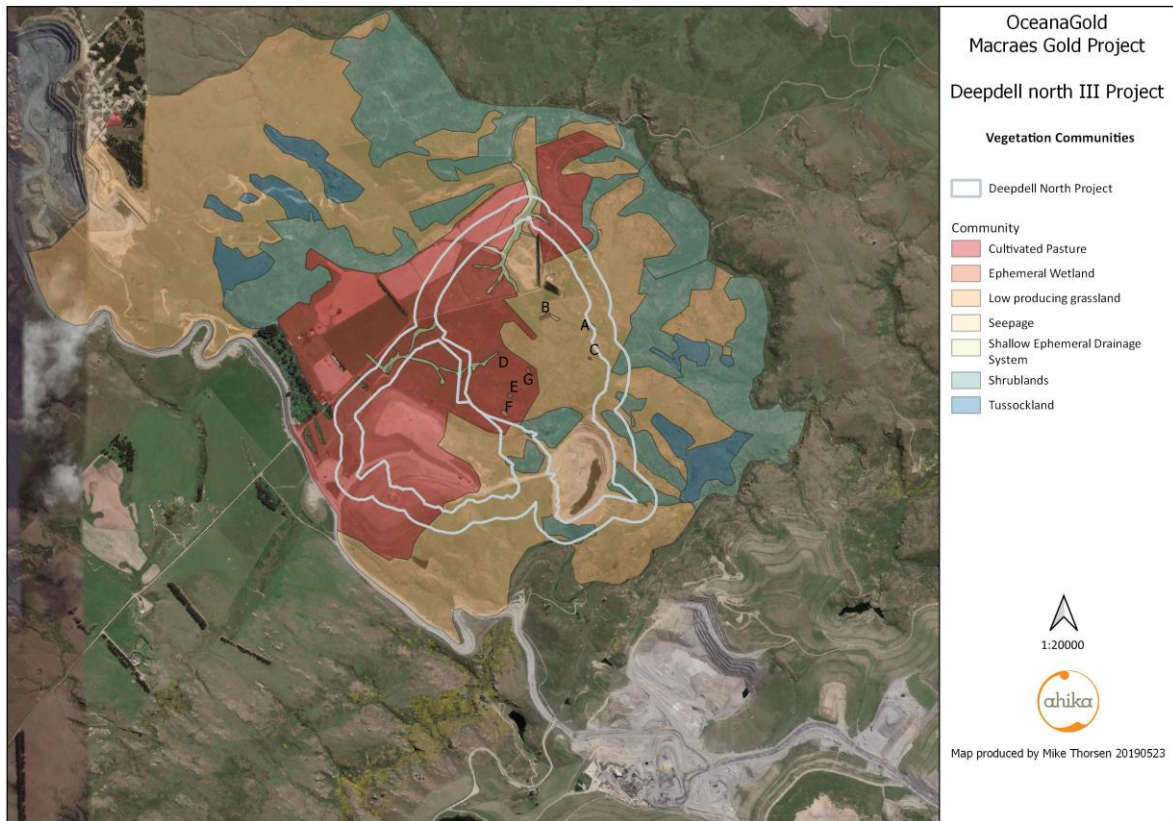 OceanaGold
Macraes Gold Project
Deepdell north III Project
Vegetation Communities
Deepdell North Project
Community
Cultivated Pasture
Ephemeral Wetland
Low producing grassland
Seepage
Shallow Ephemeral Drainage
System
Shrublands
Tussockland
B
A
C
D
G
E
F
1:20000
ahika
Map produced by Mike Thorsen 20190523